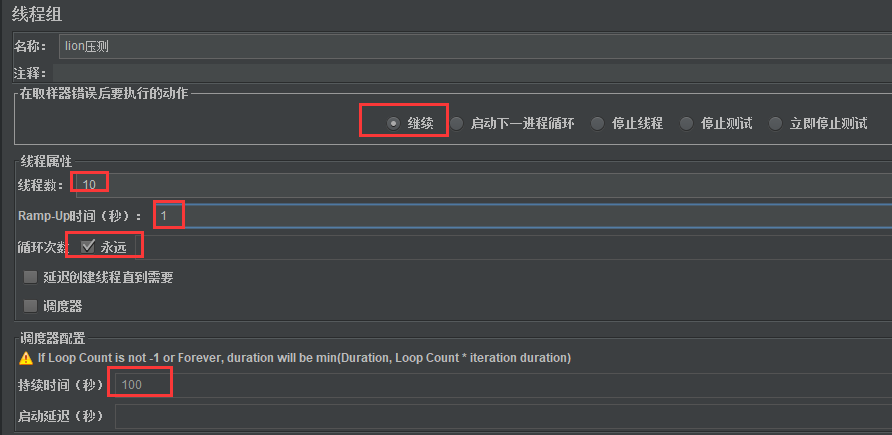 线程组
名称： lion压测
注释：
在取样器错误后要执行的动作
继续 启动下一进程循环 停止线程 停止测试 立即停止测试
线程属性
线程数： 10
Ramp-Up时间（秒）： 1
循环次数 永远
延迟创建线程直到需要
调度器
调度器配置
If Loop Count is not -1 or Forever, duration will be min(Duration, Loop Count * iteration duration)
持续时间（秒） 100
启动延迟（秒）